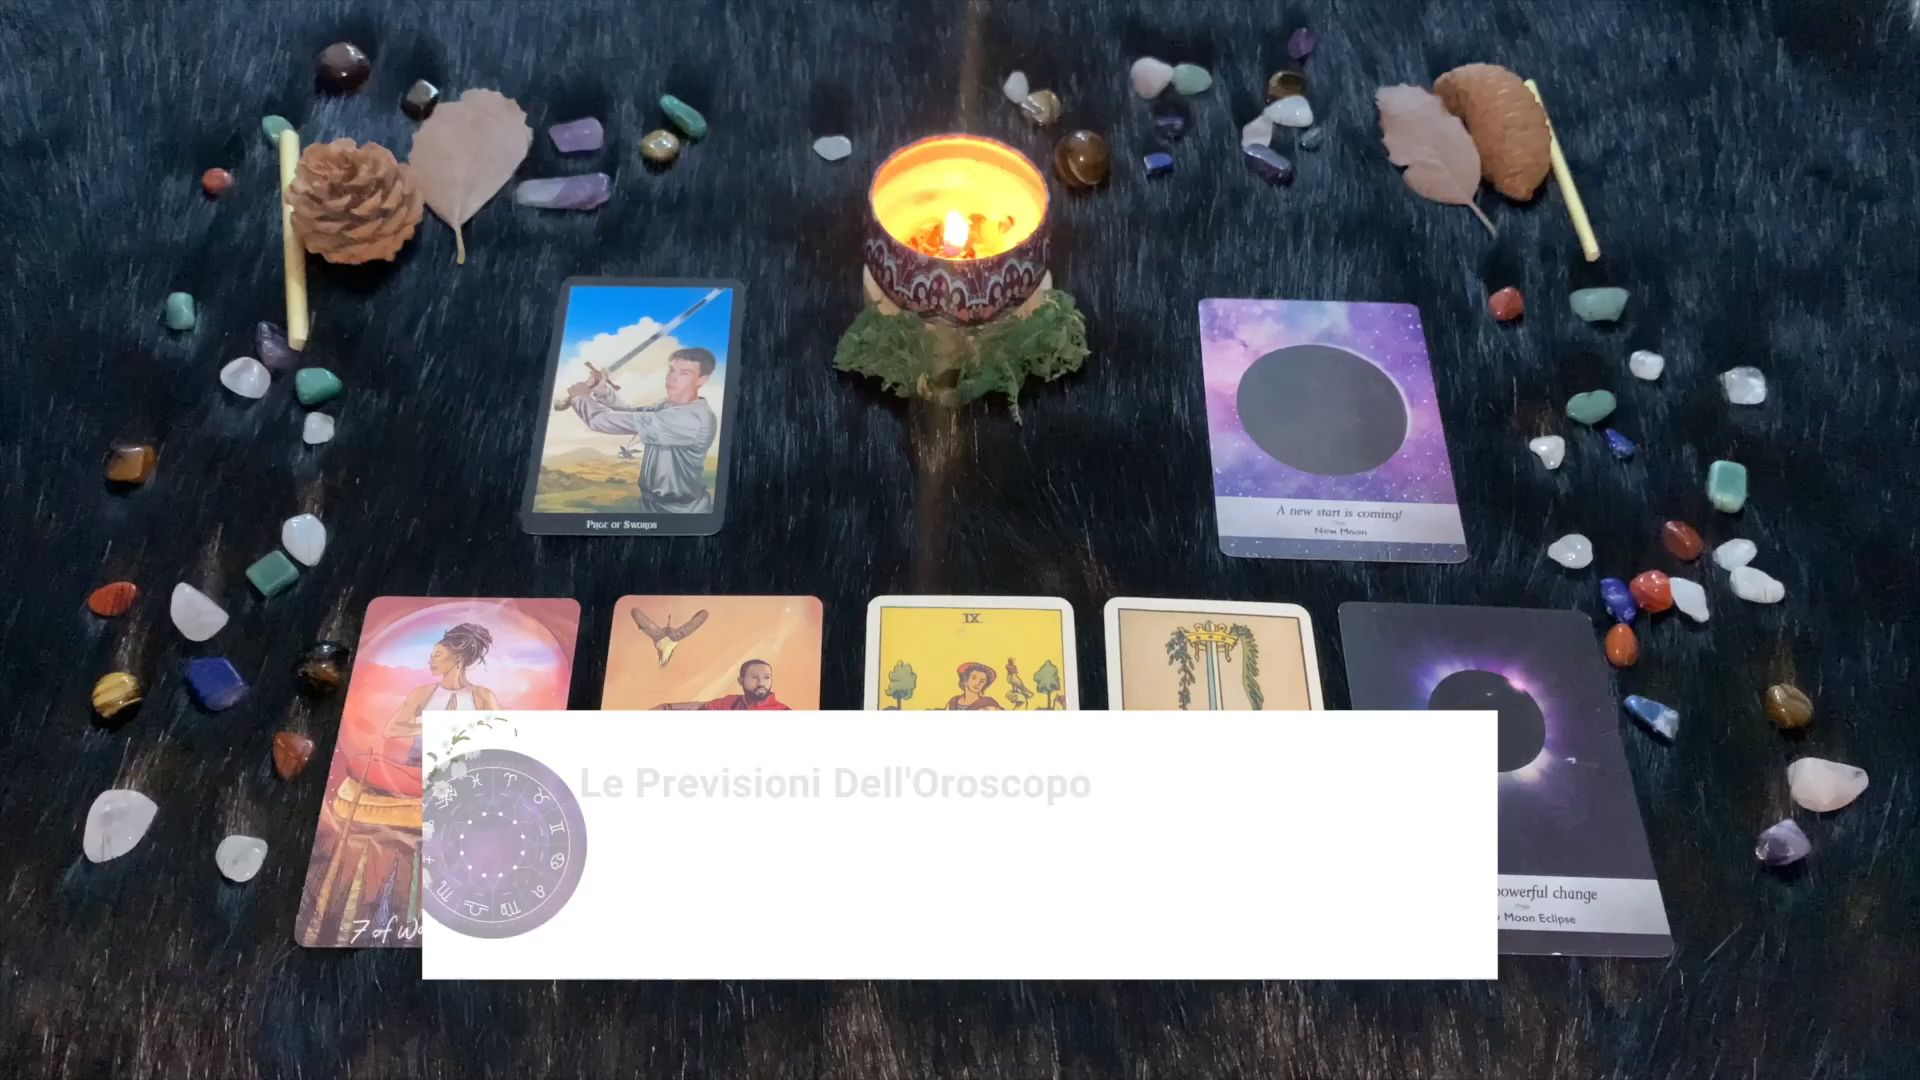 Page of Swords
A new start is coming!
New Moon
IX
Le Previsioni Dell'Oroscopo
powerful change
Moon Eclipse
7 of